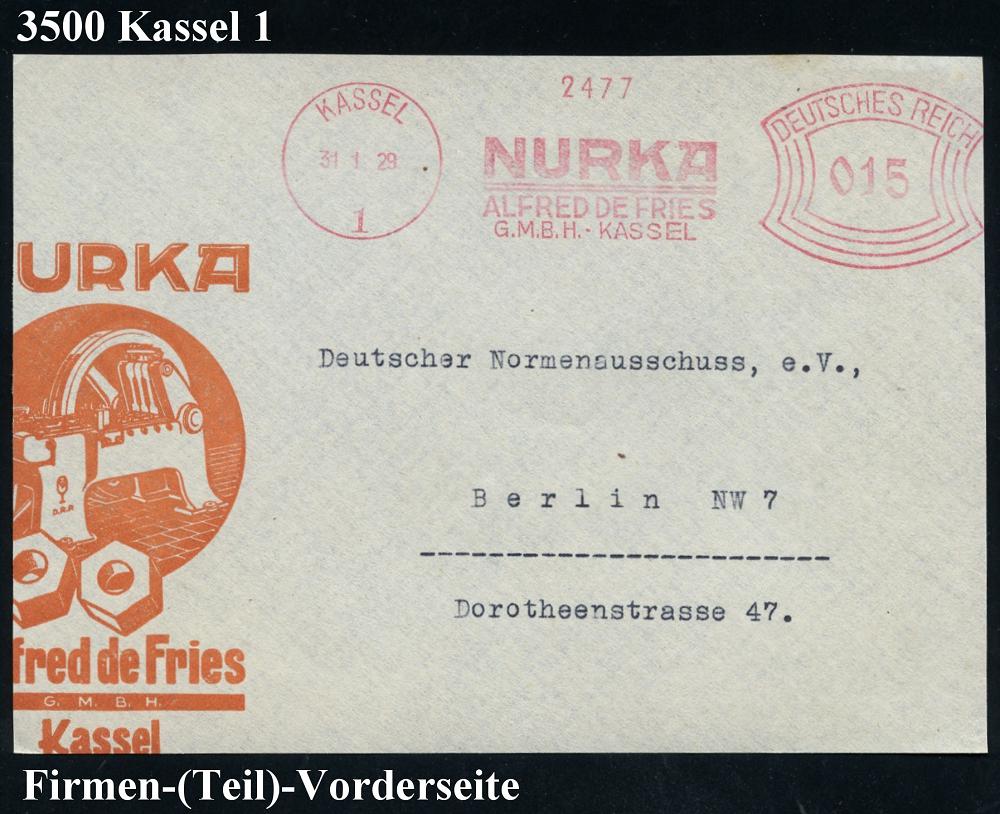 3500 Kassel 1
2477
KASSEL
31 1 29
1
NURKA
ALFRED DE FRIES
G.M.B.H.· KASSEL
DEUTSCHES REICH
015
URKA
D.R.P.
fred de Fries
G. M. B. H.
Kassel
Deutscher Normenausschuss, e.V.,
Berlin NW 7
Dorotheenstrasse 47.
Firmen-(Teil)-Vorderseite